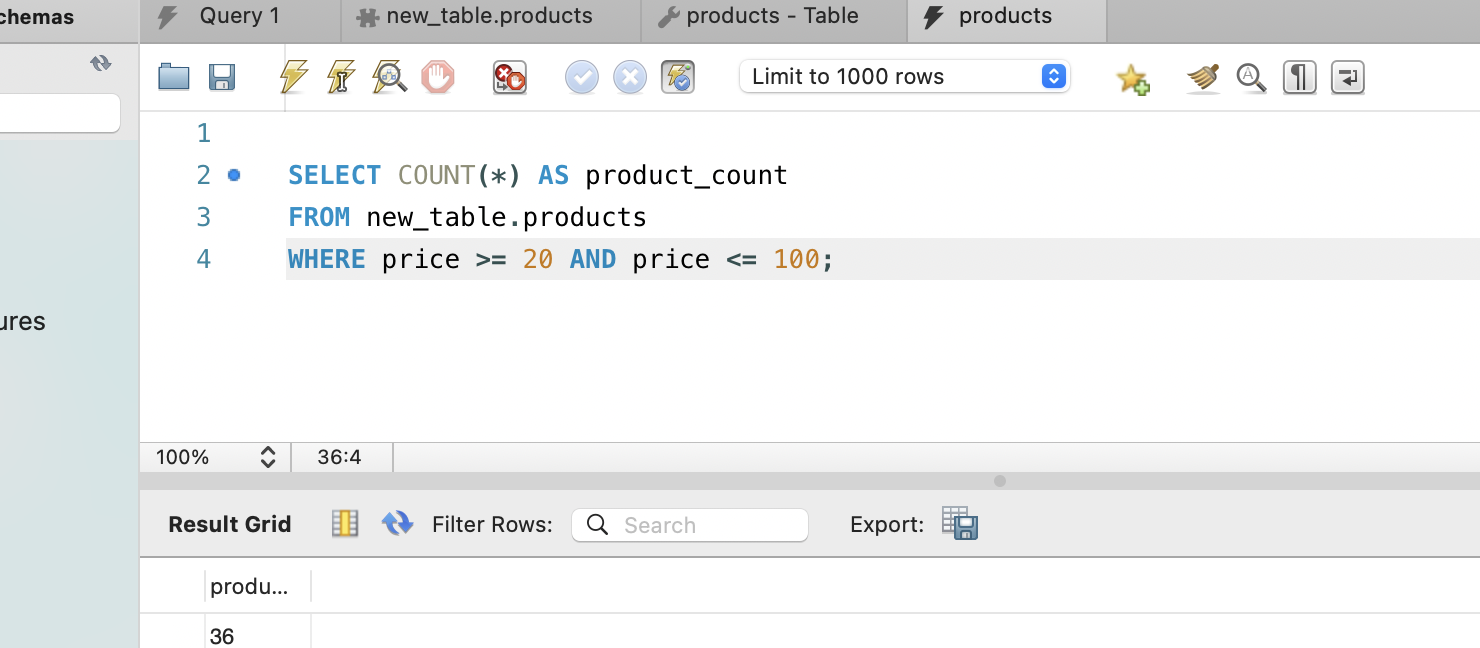 chemas
Query 1
new_table.products
products - Table
products
Limit to 1000 rows
1
2 SELECT COUNT(*) AS product_count
3 FROM new_table.products
4 WHERE price >= 20 AND price <= 100;
ures
100% 36:4
Result Grid Filter Rows: Search Export:
produ...
36